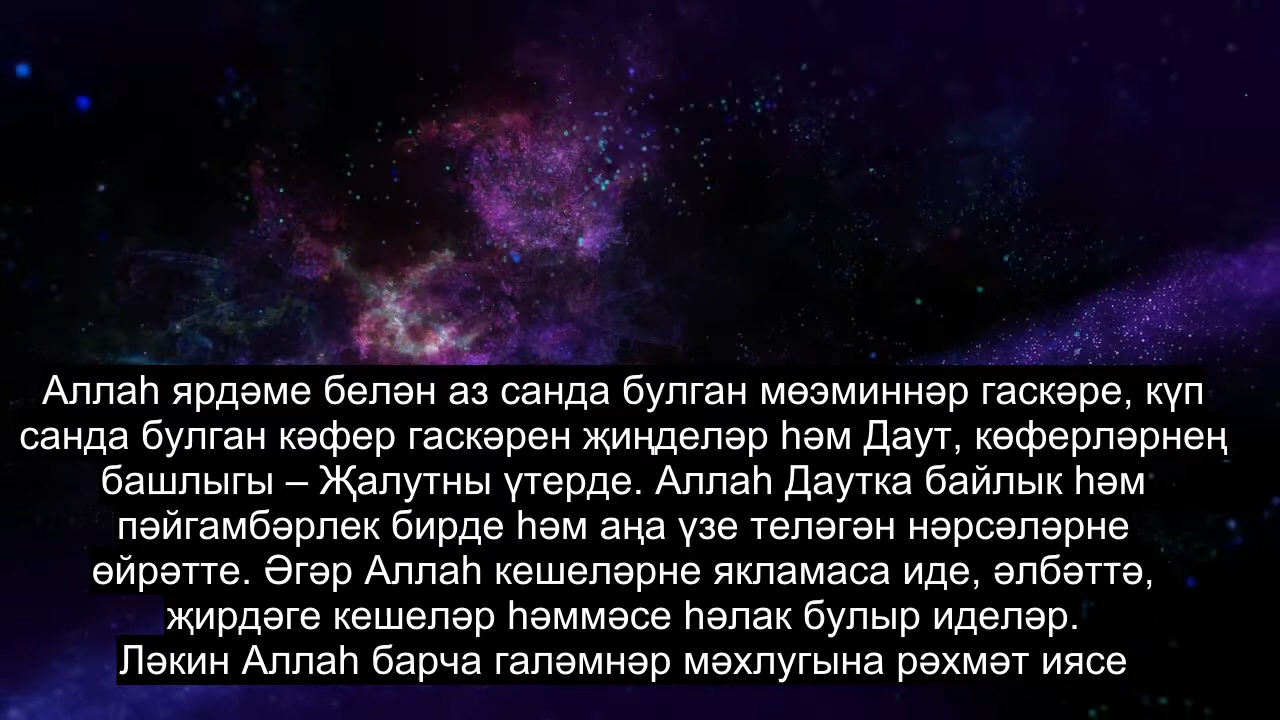 Аллаһ ярдәме белән аз санда булган мөэминнәр гаскәре, күп
санда булган кәфер гаскәрен җиңделәр һәм Даут, көферләрнең
башлыгы – Җалутны үтерде. Аллаһ Даутка байлык һәм
пәйгамбәрлек бирде һәм аңа үзе теләгән нәрсәләрне
өйрәтте. Әгәр Аллаһ кешеләрне якламаса иде, әлбәттә,
җирдәге кешеләр һәммәсе һәлак булыр иделәр.
Ләкин Аллаһ барча галәмнәр мәхлугына рәхмәт иясе